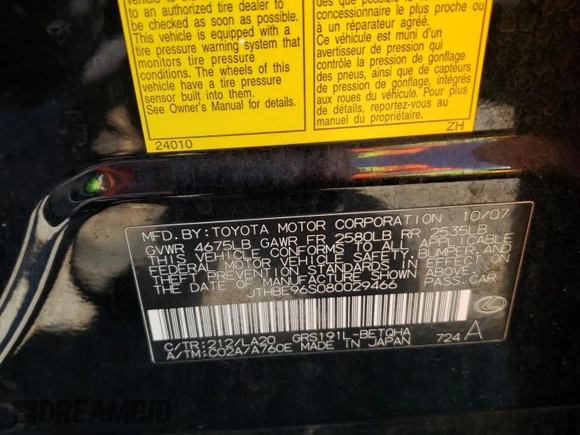 vehicle is
to an authorized tire dealer to
be checked as soon as possible.
This vehicle is equipped with a
tire pressure warning system that
monitors tire pressure
conditions. The wheels of this
vehicle have a tire pressure
sensor built into them.
See Owner's Manual for details.
24010
dès que possible par un
concessionnaire le plus proche ou
à un réparateur agréé.
Ce véhicule est muni d'un
avertisseur de pression qui
contrôle la pression de gonflage
des pneus, ainsi que de capteurs
de pression de gonflage, intégrés
aux roues du véhicule. Pour plus
de détails, reportez-vous au
manuel du propriétaire.
ZH
MFD.BY:TOYOTA MOTOR CORPORATION 10/07
GVWR 4675LB GAWR FR 2580LB RR 2535LB
THIS VEHICLE CONFORMS TO ALL APPLICABLE
FEDERAL MOTOR VEHICLE SAFETY, BUMPER, AND
THEFT PREVENTION STANDARDS IN EFFECT ON
THE DATE OF MANUFACTURE SHOWN ABOVE.
JTHBE96S080029466 PASS.CAR
C/TR:212/LA20 GRS191L-BETQHA
A/TM:C02A/A760E MADE IN JAPAN 724 A
DREAMBID